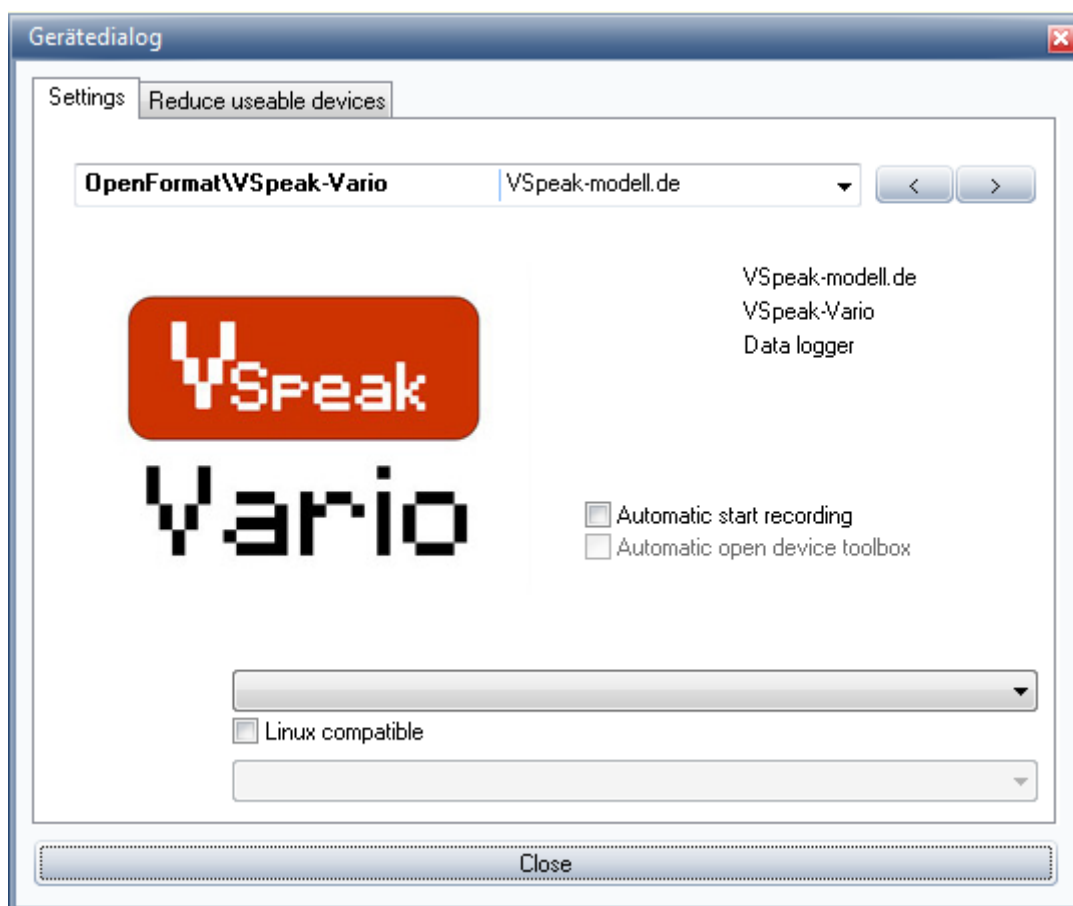 Gerätedialog
Settings
Reduce useable devices
OpenFormat\VSpeak-Vario VSpeak-modell.de < >
VSpeak-modell.de
VSpeak-Vario
Data logger
VSpeak
Vario
Automatic start recording
Automatic open device toolbox
Linux compatible
Close